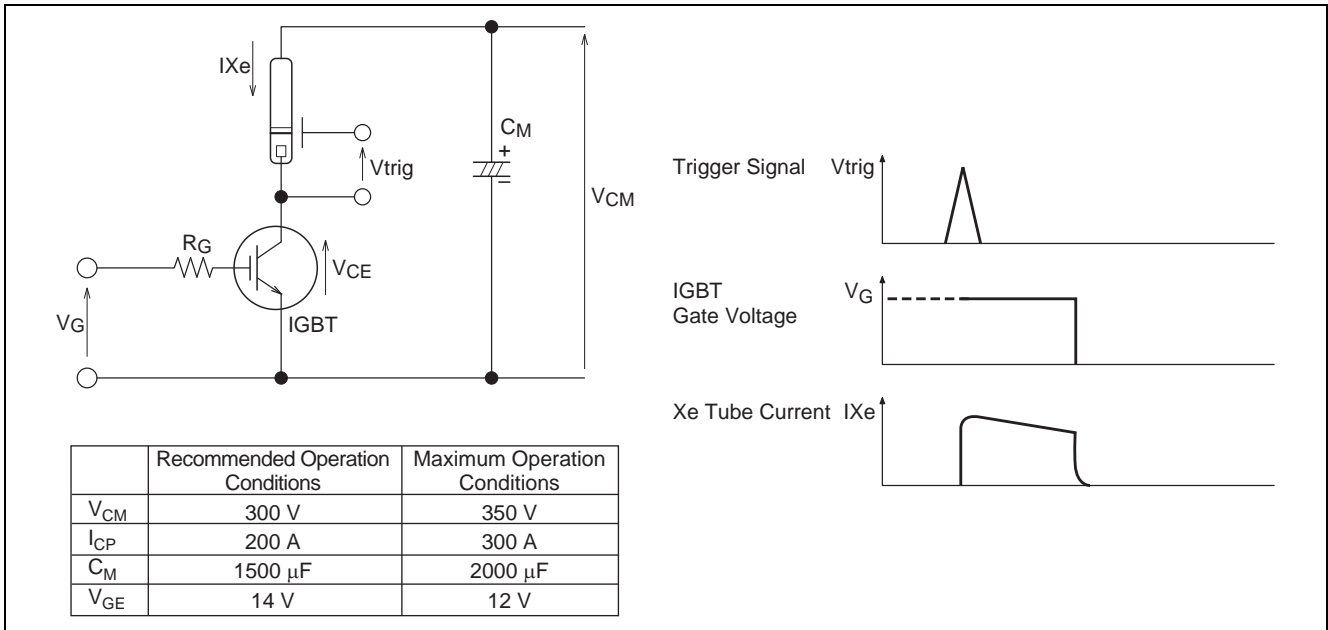 IXe
Vtrig
CM
+
–
VCM
RG
VCE
VG
IGBT
Trigger Signal Vtrig
IGBT
Gate Voltage
VG
Xe Tube Current IXe
Recommended Operation
Conditions
Maximum Operation
Conditions
VCM 300 V 350 V
ICP 200 A 300 A
CM 1500 μF 2000 μF
VGE 14 V 12 V